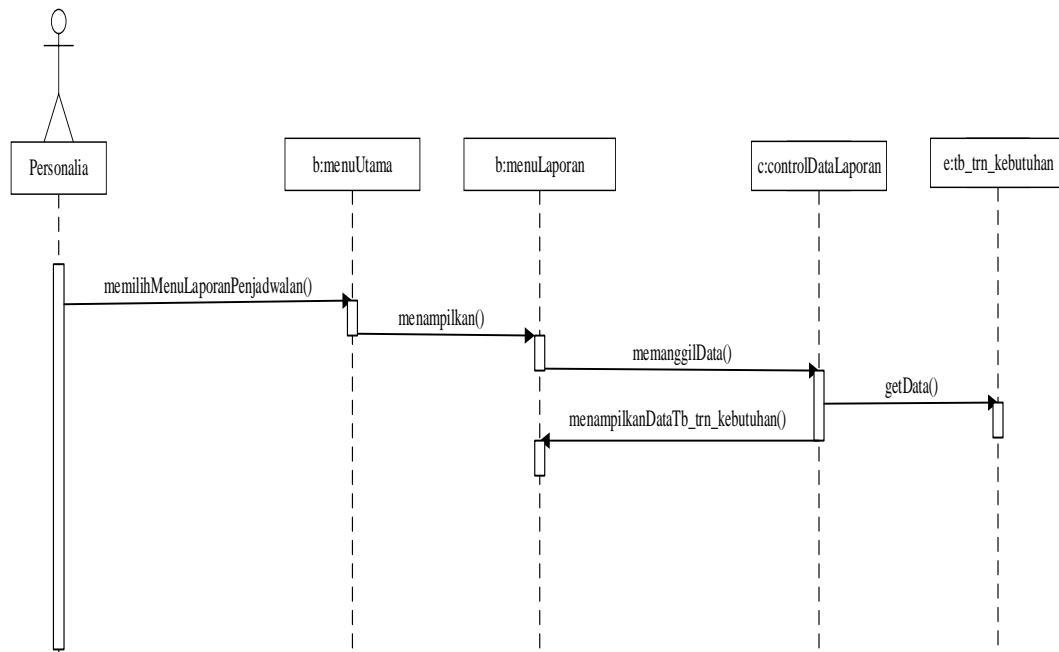 Personalia
b:menuUtama
b:menuLaporan
c:controlDataLaporan
e:tb_trn_kebutuhan
memilihMenuLaporanPenjadwalan()
menampilkan()
memanggilData()
getData()
menampilkanDataTb_trn_kebutuhan()